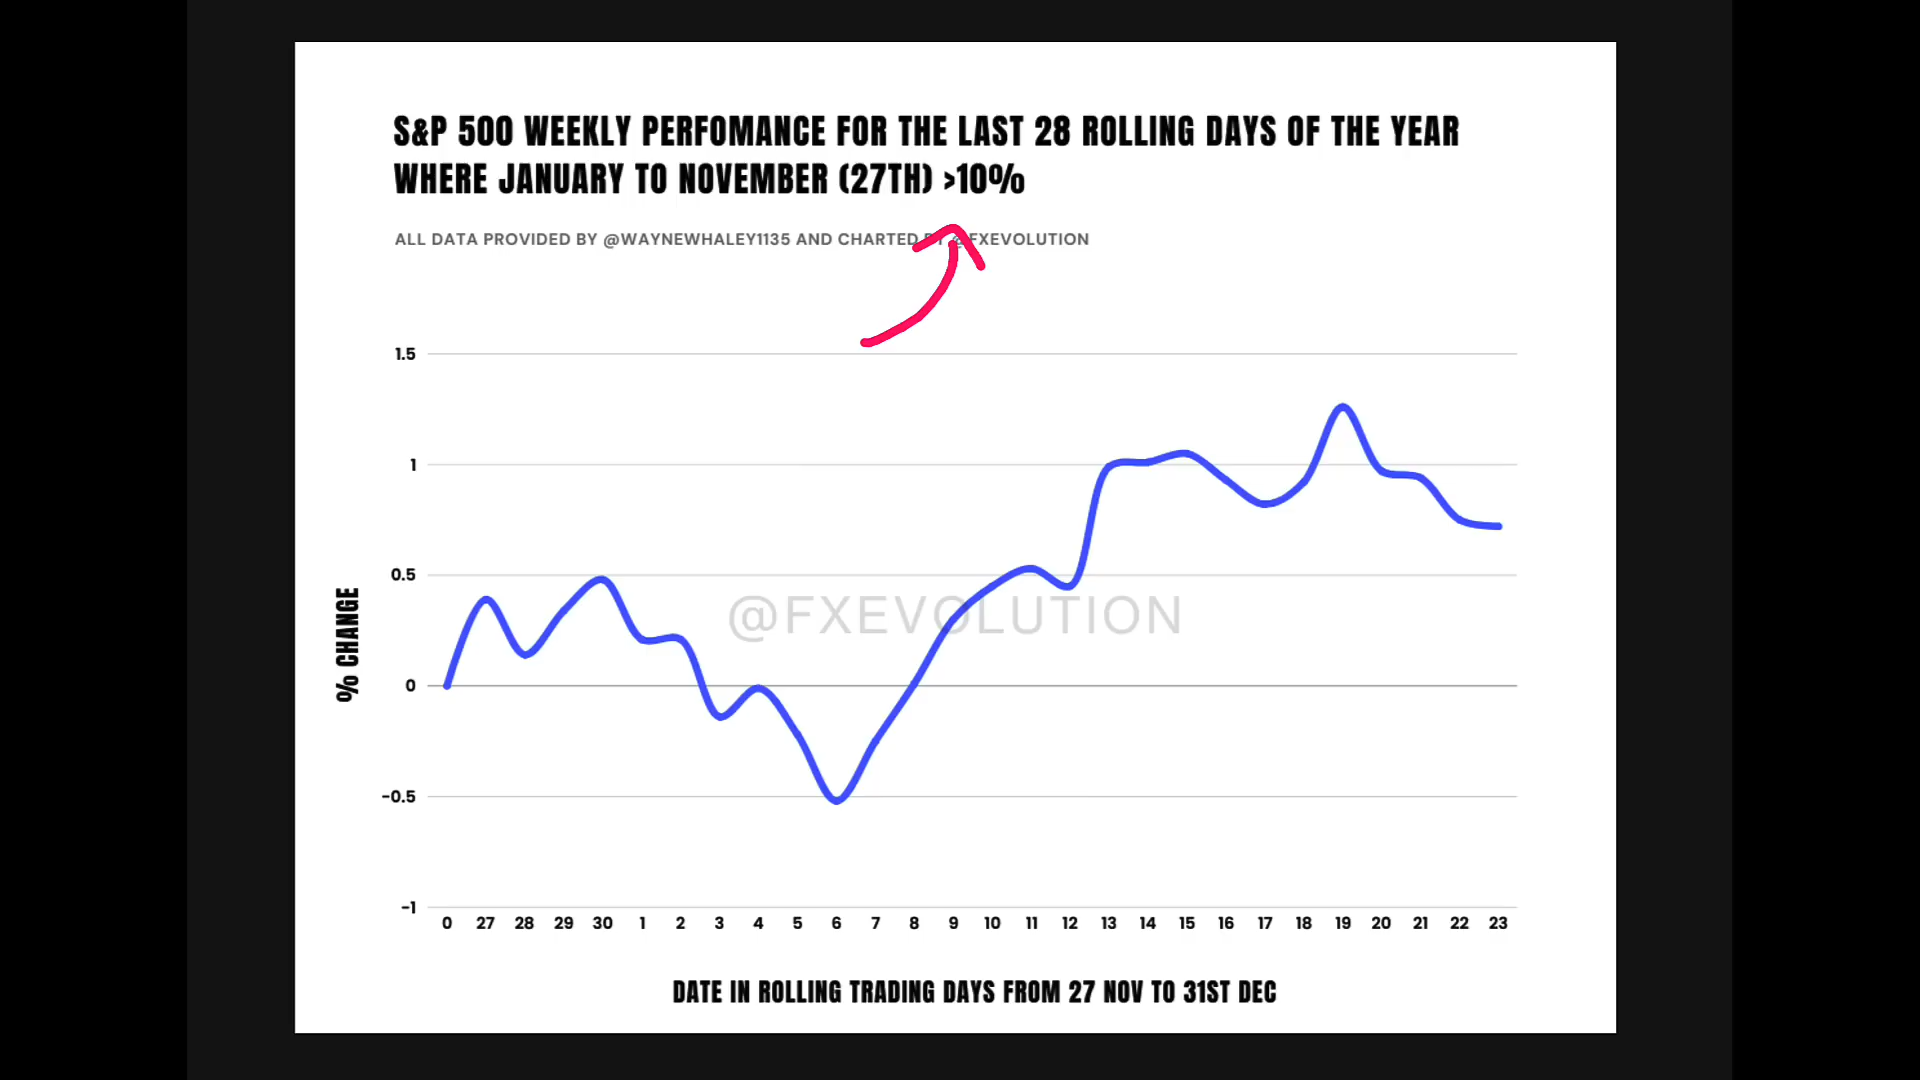 S&P 500 WEEKLY PERFOMANCE FOR THE LAST 28 ROLLING DAYS OF THE YEAR
WHERE JANUARY TO NOVEMBER (27TH) >10%
ALL DATA PROVIDED BY @WAYNEWHALEY1135 AND CHARTED BY @FXEVOLUTION
1.5
1
0.5
0
-0.5
-1
% CHANGE
@FXEVOLUTION
0 27 28 29 30 1 2 3 4 5 6 7 8 9 10 11 12 13 14 15 16 17 18 19 20 21 22 23
DATE IN ROLLING TRADING DAYS FROM 27 NOV TO 31ST DEC